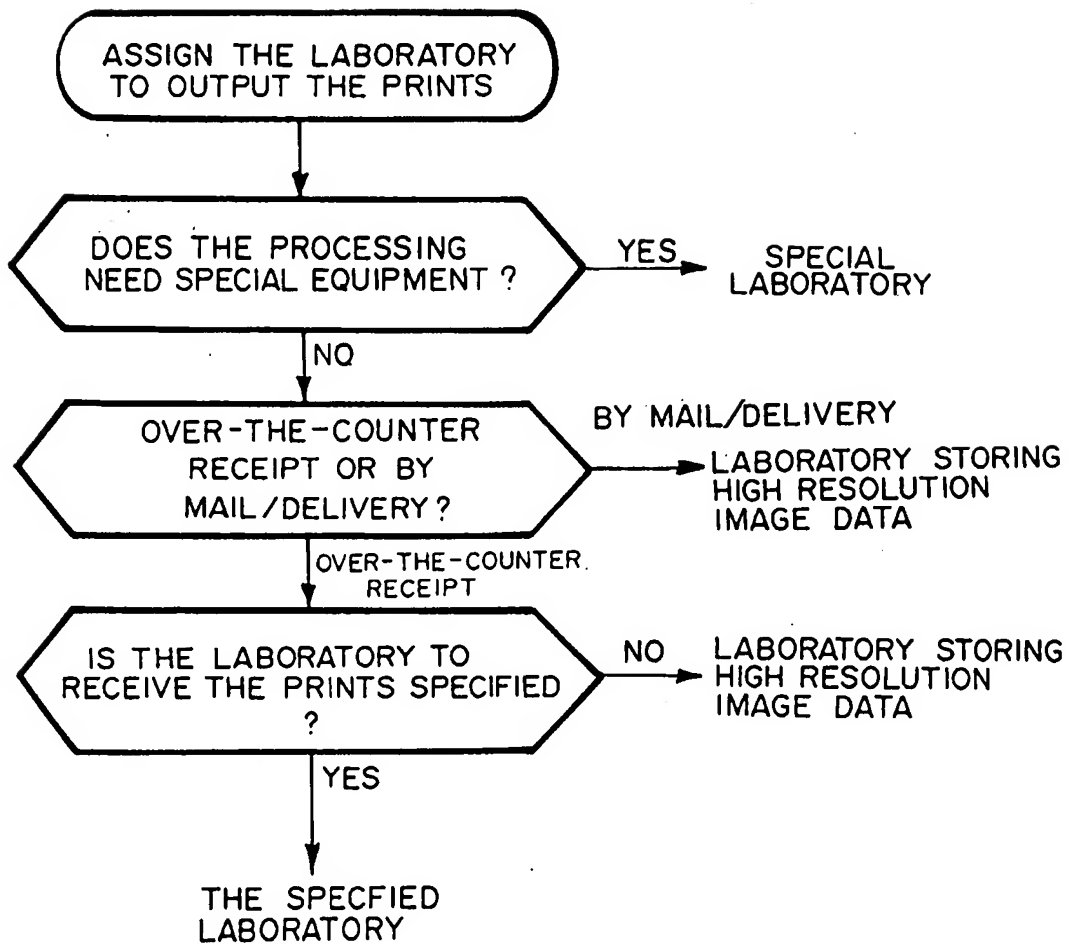 ASSIGN THE LABORATORY
TO OUTPUT THE PRINTS
DOES THE PROCESSING
NEED SPECIAL EQUIPMENT ?
YES
SPECIAL
LABORATORY
NO
OVER-THE-COUNTER
RECEIPT OR BY
MAIL/DELIVERY ?
BY MAIL/DELIVERY
LABORATORY STORING
HIGH RESOLUTION
IMAGE DATA
OVER-THE-COUNTER
RECEIPT
IS THE LABORATORY TO
RECEIVE THE PRINTS SPECIFIED
?
NO
LABORATORY STORING
HIGH RESOLUTION
IMAGE DATA
YES
THE SPECFIED
LABORATORY